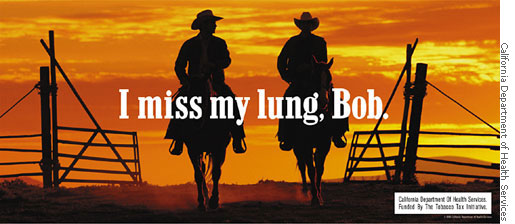 I miss my lung, Bob.
California Department Of Health Services.
Funded By The Tobacco Tax Initiative.
California Department of Health Services